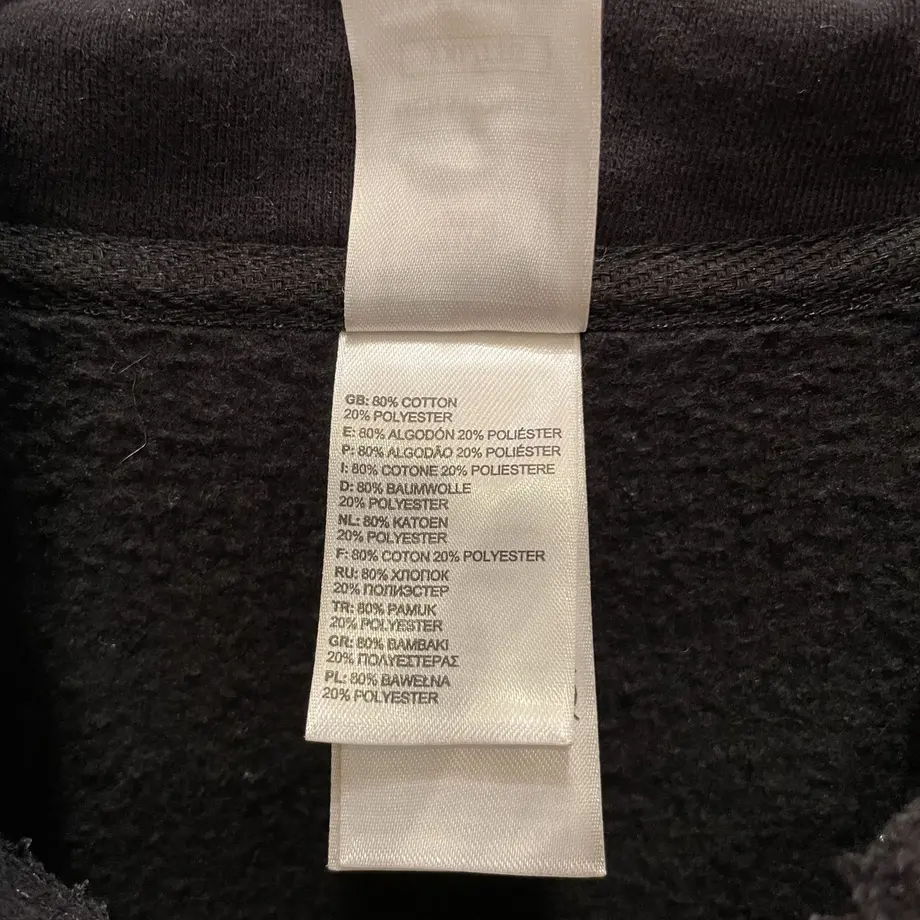 GB: 80% COTTON
20% POLYESTER
E: 80% ALGODÓN 20% POLIÉSTER
P: 80% ALGODÃO 20% POLIÉSTER
I: 80% COTONE 20% POLIESTERE
D: 80% BAUMWOLLE
20% POLYESTER
NL: 80% KATOEN
20% POLYESTER
F: 80% COTON 20% POLYESTER
RU: 80% ХЛОПОК
20% ПОЛИЭСТЕР
TR: 80% PAMUK
20% POLYESTER
GR: 80% ΒΑΜΒΑΚΙ
20% ΠΟΛΥΕΣΤΕΡΑΣ
PL: 80% BAWEŁNA
20% POLYESTER